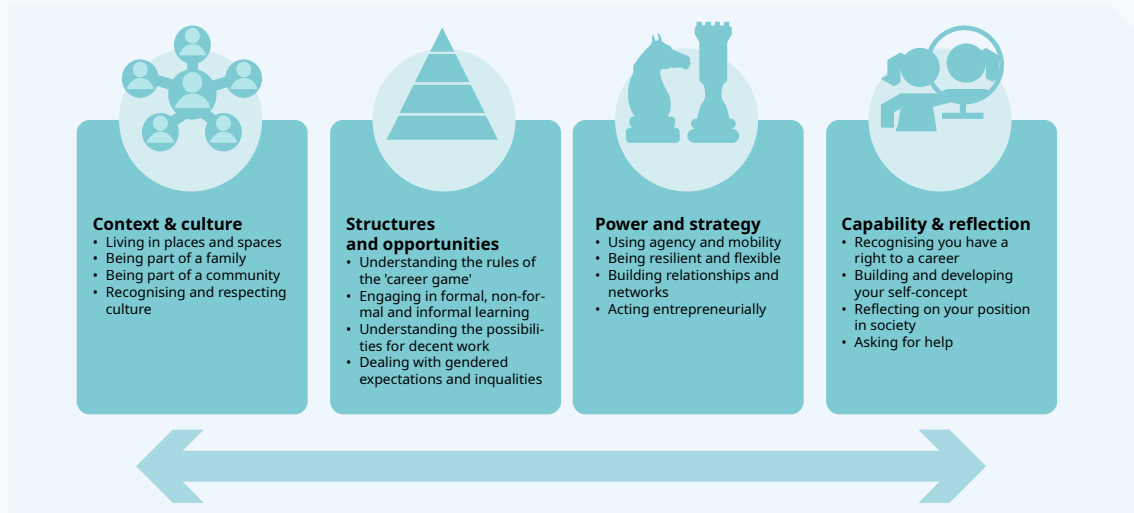 Context & culture
• Living in places and spaces
• Being part of a family
• Being part of a community
• Recognising and respecting
culture
Structures
and opportunities
• Understanding the rules of
the 'career game'
• Engaging in formal, non-for-
mal and informal learning
• Understanding the possibili-
ties for decent work
• Dealing with gendered
expectations and inqualities
Power and strategy
• Using agency and mobility
• Being resilient and flexible
• Building relationships and
networks
• Acting entrepreneurially
Capability & reflection
• Recognising you have a
right to a career
• Building and developing
your self-concept
• Reflecting on your position
in society
• Asking for help